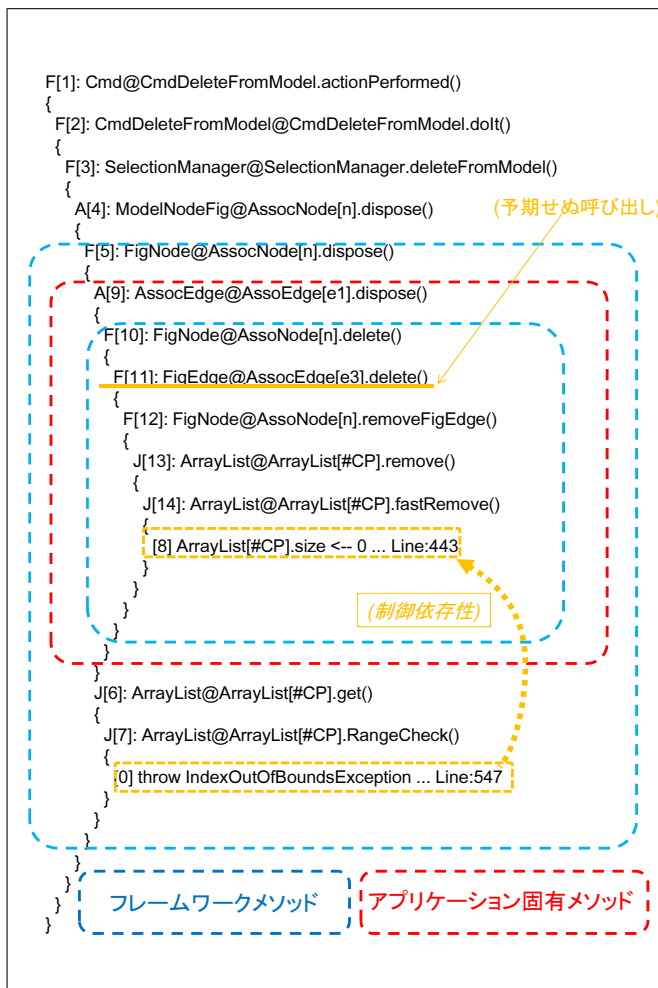 F[1]: Cmd@CmdDeleteFromModel.actionPerformed()
{
F[2]: CmdDeleteFromModel@CmdDeleteFromModel.doIt()
{
F[3]: SelectionManager@SelectionManager.deleteFromModel()
{
A[4]: ModelNodeFig@AssocNode[n].dispose()
(予期せぬ呼び出し)
{
F[5]: FigNode@AssocNode[n].dispose()
{
A[9]: AssocEdge@AssoEdge[e1].dispose()
{
F[10]: FigNode@AssoNode[n].delete()
{
F[11]: FigEdge@AssocEdge[e3].delete()
{
F[12]: FigNode@AssoNode[n].removeFigEdge()
{
J[13]: ArrayList@ArrayList[#CP].remove()
{
J[14]: ArrayList@ArrayList[#CP].fastRemove()
{
[8] ArrayList[#CP].size <-- 0 ... Line:443
}
}
}
(制御依存性)
}
}
}
J[6]: ArrayList@ArrayList[#CP].get()
{
J[7]: ArrayList@ArrayList[#CP].RangeCheck()
{
[0] throw IndexOutOfBoundsException ... Line:547
}
}
}
}
}
}
}
フレームワークメソッド
アプリケーション固有メソッド